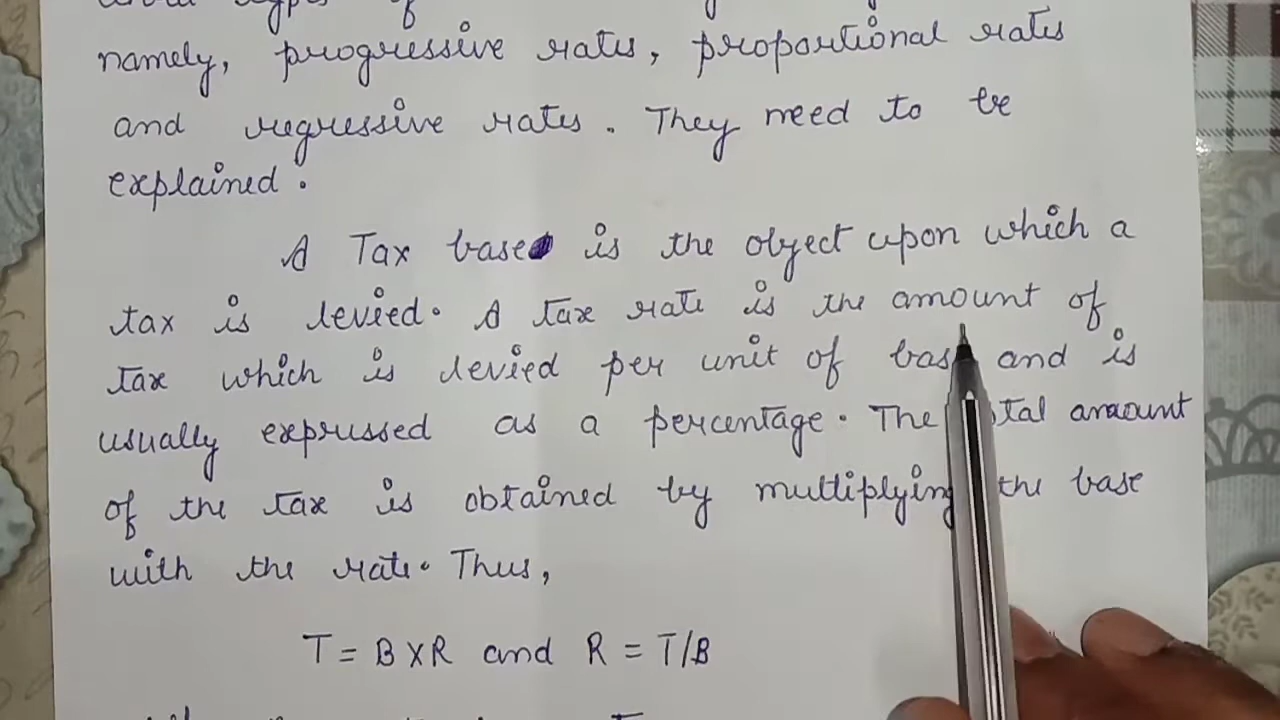 types of
namely, progressive rates, proportional rates
and regressive rates. They need to be
explained.
A Tax base is the object upon which a
tax is levied. A tax rate is the amount of
tax which is levied per unit of base and is
usually expressed as a percentage. The total amount
of the tax is obtained by multiplying the base
with the rate. Thus,
T = B X R and R = T/B